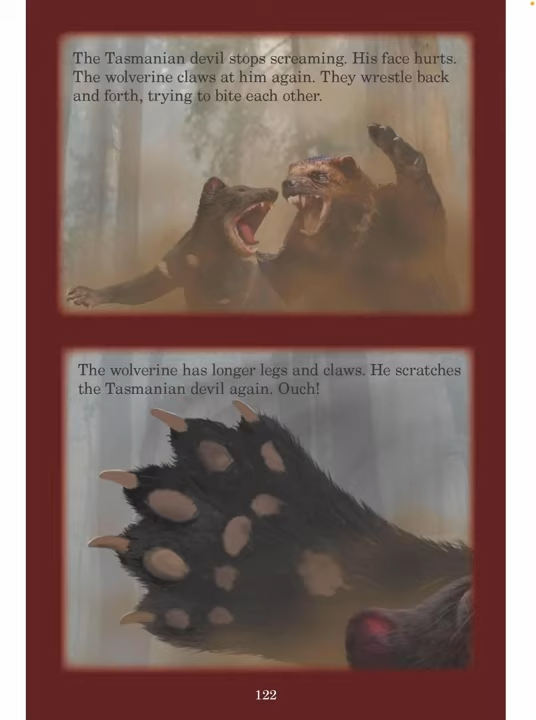 The Tasmanian devil stops screaming. His face hurts.
The wolverine claws at him again. They wrestle back
and forth, trying to bite each other.
The wolverine has longer legs and claws. He scratches
the Tasmanian devil again. Ouch!
122